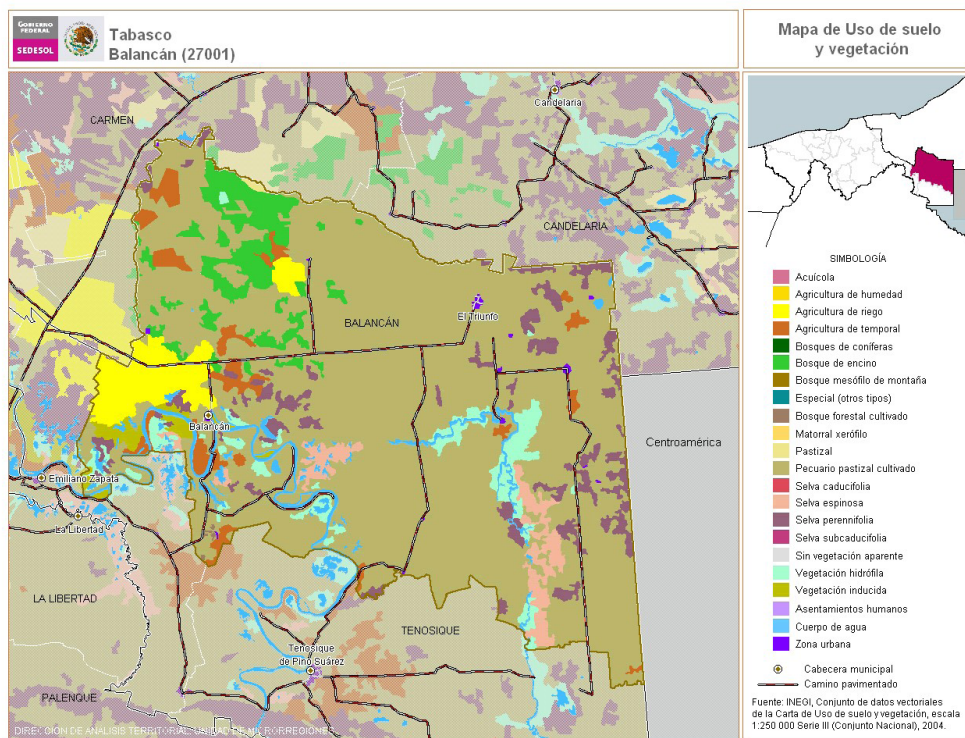 GOBIERNO
FEDERAL
SEDESOL
Tabasco
Balancán (27001)
Mapa de Uso de suelo
y vegetación
CARMEN
Candelaria
CANDELARIA
BALANCÁN
El Triunfo
Balancán
Centroamérica
Emiliano Zapata
La Libertad
LA LIBERTAD
TENOSIQUE
Tenosique
de Pino Suárez
PALENQUE
DIRECCIÓN DE ANÁLISIS TERRITORIAL: UNIDAD DE MICRORREGIONES
SIMBOLOGÍA
Acuícola
Agricultura de humedad
Agricultura de riego
Agricultura de temporal
Bosques de coníferas
Bosque de encino
Bosque mesófilo de montaña
Especial (otros tipos)
Bosque forestal cultivado
Matorral xerófilo
Pastizal
Pecuario pastizal cultivado
Selva caducifolia
Selva espinosa
Selva perennifolia
Selva subcaducifolia
Sin vegetación aparente
Vegetación hidrófila
Vegetación inducida
Asentamientos humanos
Cuerpo de agua
Zona urbana
Cabecera municipal
Camino pavimentado
Fuente: INEGI, Conjunto de datos vectoriales
de la Carta de Uso de suelo y vegetación, escala
1:250 000 Serie III (Conjunto Nacional), 2004.